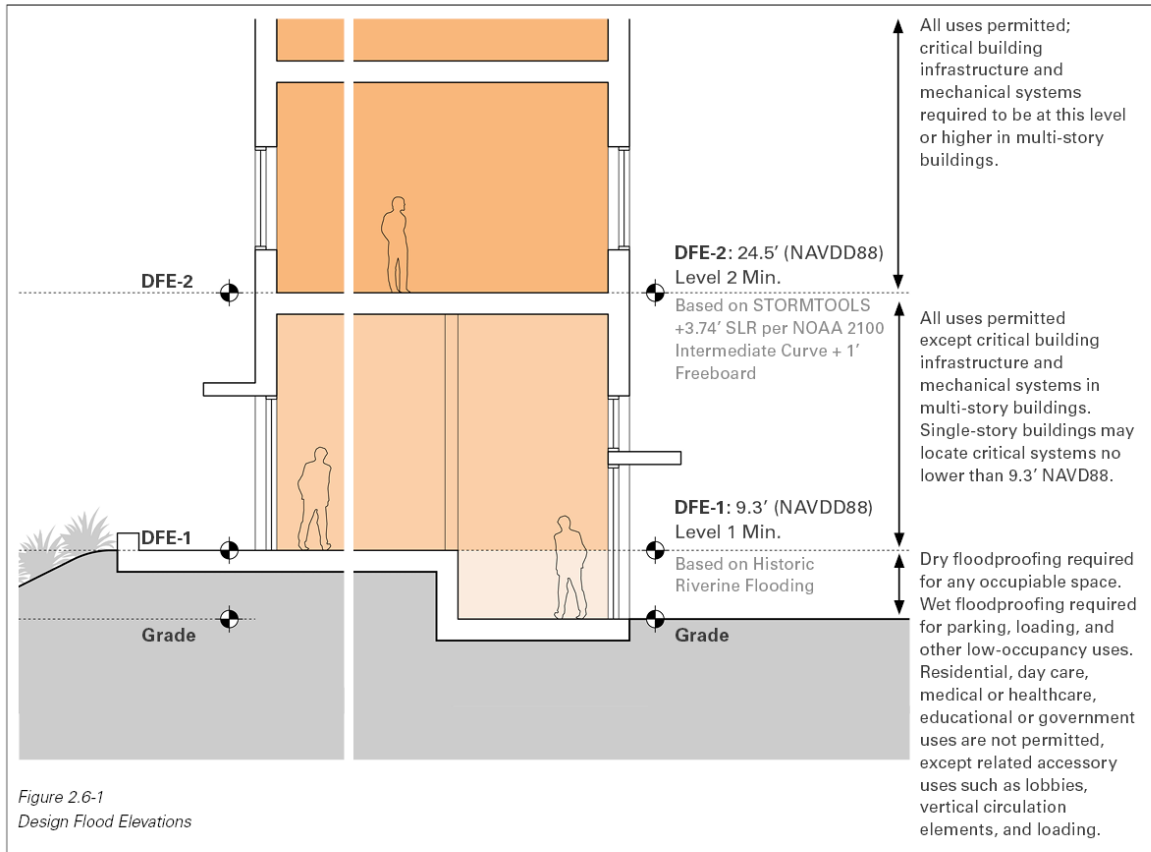 All uses permitted;
critical building
infrastructure and
mechanical systems
required to be at this level
or higher in multi-story
buildings.
DFE-2
DFE-2: 24.5’ (NAVDD88)
Level 2 Min.
Based on STORMTOOLS
+3.74’ SLR per NOAA 2100
Intermediate Curve + 1’
Freeboard
All uses permitted
except critical building
infrastructure and
mechanical systems in
multi-story buildings.
Single-story buildings may
locate critical systems no
lower than 9.3’ NAVD88.
DFE-1
DFE-1: 9.3’ (NAVDD88)
Level 1 Min.
Based on Historic
Riverine Flooding
Grade
Grade
Dry floodproofing required
for any occupiable space.
Wet floodproofing required
for parking, loading, and
other low-occupancy uses.
Residential, day care,
medical or healthcare,
educational or government
uses are not permitted,
except related accessory
uses such as lobbies,
vertical circulation
elements, and loading.
Figure 2.6-1
Design Flood Elevations